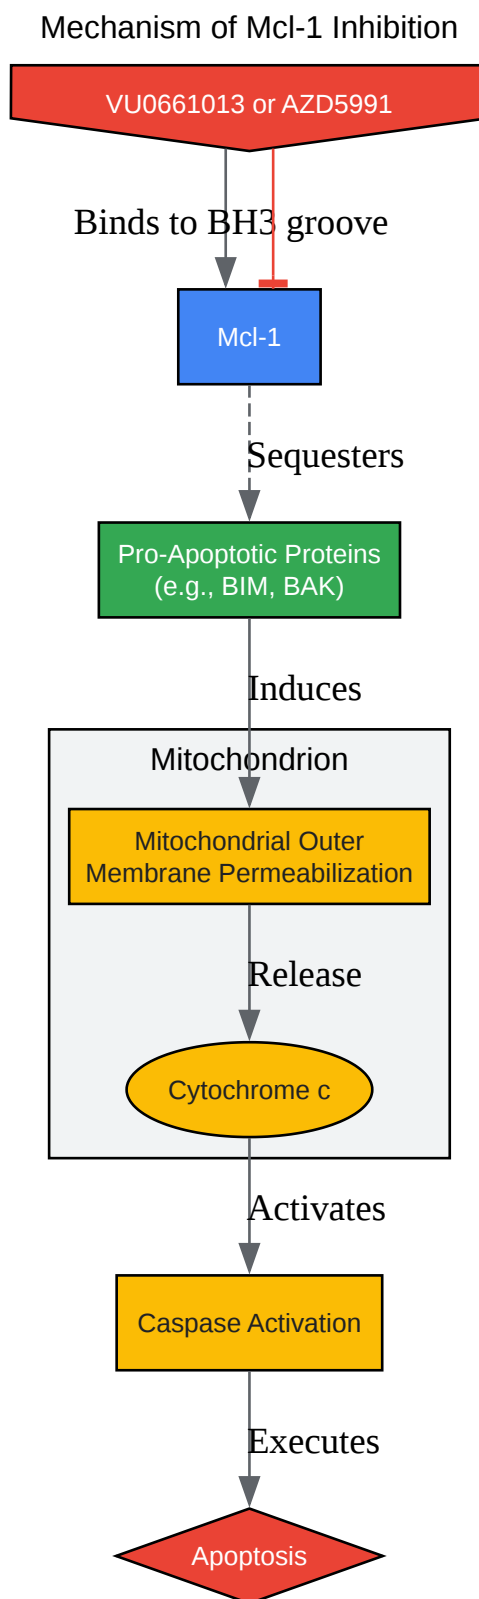 Mechanism of Mcl-1 Inhibition
VU0661013 or AZD5991
Binds to BH3 groove
Mcl-1
Sequesters
Pro-Apoptotic Proteins
(e.g., BIM, BAK)
Induces
Mitochondrion
Mitochondrial Outer
Membrane Permeabilization
Release
Cytochrome c
Activates
Caspase Activation
Executes
Apoptosis